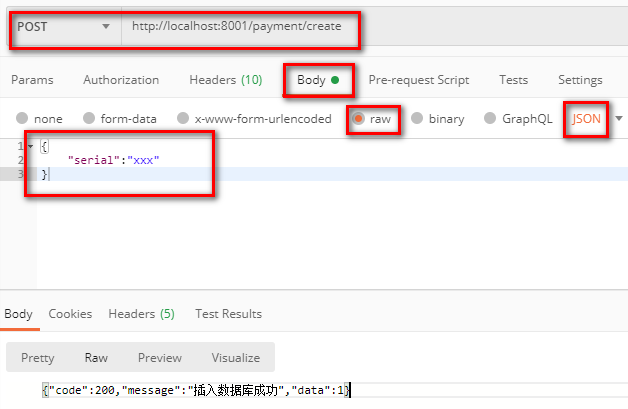 POST http://localhost:8001/payment/create
Params Authorization Headers (10) Body Pre-request Script Tests Settings
none form-data x-www-form-urlencoded raw binary GraphQL JSON
1 {
2 "serial":"xxx"
3 }
Body Cookies Headers (5) Test Results
Pretty Raw Preview Visualize
{"code":200,"message":"插入数据库成功","data":1}